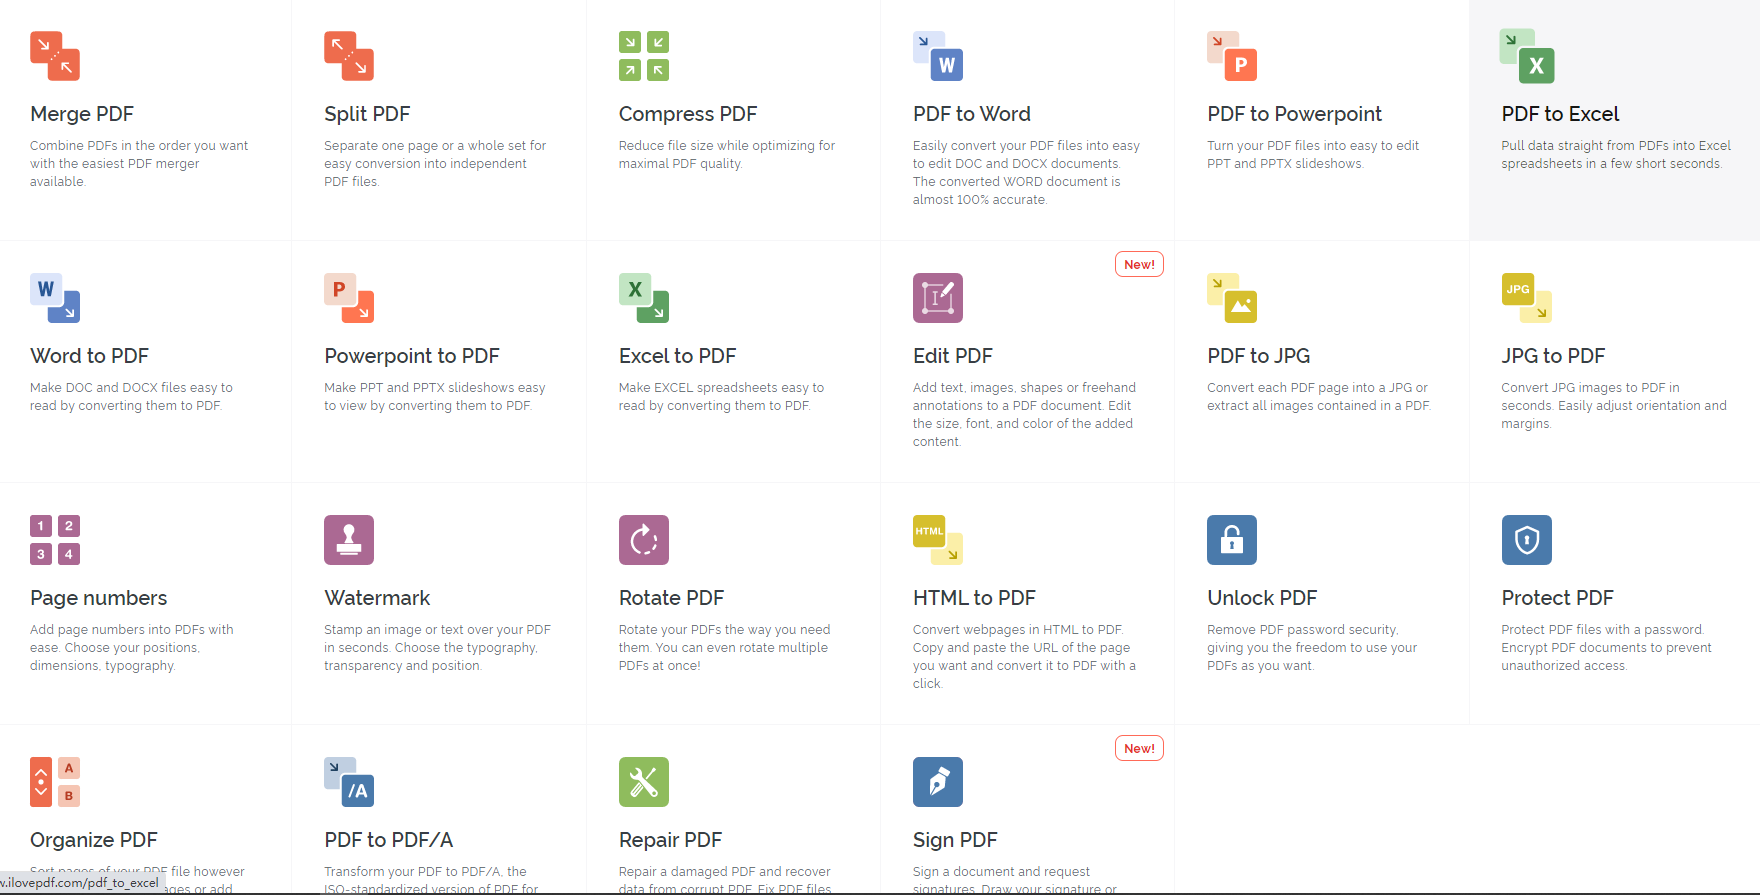 Merge PDF
Combine PDFs in the order you want
with the easiest PDF merger
available.
Split PDF
Separate one page or a whole set for
easy conversion into independent
PDF files.
Compress PDF
Reduce file size while optimizing for
maximal PDF quality.
W
PDF to Word
Easily convert your PDF files into easy
to edit DOC and DOCX documents.
The converted WORD document is
almost 100% accurate.
P
PDF to Powerpoint
Turn your PDF files into easy to edit
PPT and PPTX slideshows.
X
PDF to Excel
Pull data straight from PDFs into Excel
spreadsheets in a few short seconds.
W
Word to PDF
Make DOC and DOCX files easy to
read by converting them to PDF.
P
Powerpoint to PDF
Make PPT and PPTX slideshows easy
to view by converting them to PDF.
X
Excel to PDF
Make EXCEL spreadsheets easy to
read by converting them to PDF.
New!
Edit PDF
Add text, images, shapes or freehand
annotations to a PDF document. Edit
the size, font, and color of the added
content.
PDF to JPG
Convert each PDF page into a JPG or
extract all images contained in a PDF.
JPG
JPG to PDF
Convert JPG images to PDF in
seconds. Easily adjust orientation and
margins.
1 2
3 4
Page numbers
Add page numbers into PDFs with
ease. Choose your positions,
dimensions, typography.
Watermark
Stamp an image or text over your PDF
in seconds. Choose the typography,
transparency and position.
Rotate PDF
Rotate your PDFs the way you need
them. You can even rotate multiple
PDFs at once!
HTML
HTML to PDF
Convert webpages in HTML to PDF.
Copy and paste the URL of the page
you want and convert it to PDF with a
click.
Unlock PDF
Remove PDF password security,
giving you the freedom to use your
PDFs as you want.
Protect PDF
Protect PDF files with a password.
Encrypt PDF documents to prevent
unauthorized access.
A
B
Organize PDF
Sort pages of your PDF file however
ages or add
/A
PDF to PDF/A
Transform your PDF to PDF/A, the
ISO-standardized version of PDF for
Repair PDF
Repair a damaged PDF and recover
data from corrupt PDF. Fix PDF files
New!
Sign PDF
Sign a document and request
signatures. Draw your signature or
w.ilovepdf.com/pdf_to_excel